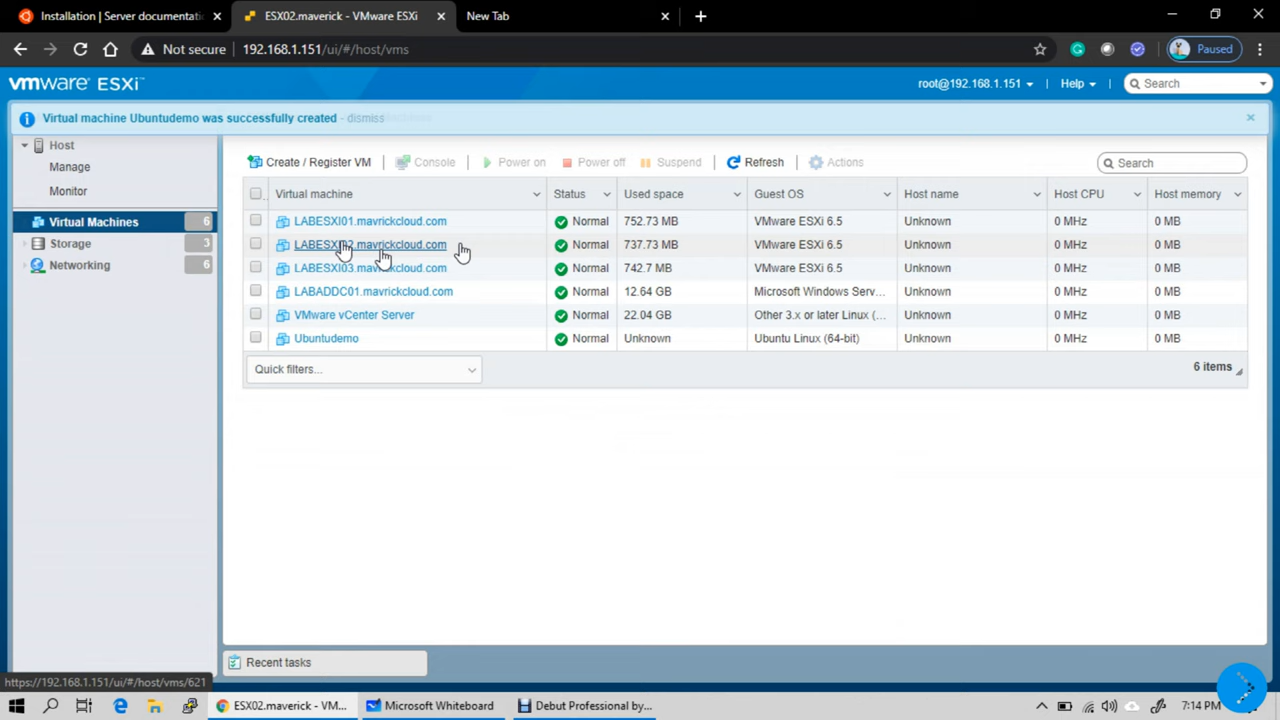 Installation | Server documentatio
ESX02.maverick - VMware ESXi
New Tab
Not secure
192.168.1.151/ui/#/host/vms
Paused
vmware ESXi™
root@192.168.1.151
Help
Search
Virtual machine Ubuntudemo was successfully created - dismiss
Host
Manage
Monitor
Virtual Machines 6
Storage 3
Networking 6
Create / Register VM
Console
Power on
Power off
Suspend
Refresh
Actions
Search
Virtual machine Status Used space Guest OS Host name Host CPU Host memory
LABESXI01.mavrickcloud.com Normal 752.73 MB VMware ESXi 6.5 Unknown 0 MHz 0 MB
LABESXI02.mavrickcloud.com Normal 737.73 MB VMware ESXi 6.5 Unknown 0 MHz 0 MB
LABESXI03.mavrickcloud.com Normal 742.7 MB VMware ESXi 6.5 Unknown 0 MHz 0 MB
LABADDC01.mavrickcloud.com Normal 12.64 GB Microsoft Windows Serv... Unknown 0 MHz 0 MB
VMware vCenter Server Normal 22.04 GB Other 3.x or later Linux (... Unknown 0 MHz 0 MB
Ubuntudemo Normal Unknown Ubuntu Linux (64-bit) Unknown 0 MHz 0 MB
Quick filters...
6 items
Recent tasks
https://192.168.1.151/ui/#/host/vms/621
ESX02.maverick - VM...
Microsoft Whiteboard
Debut Professional by...
7:14 PM